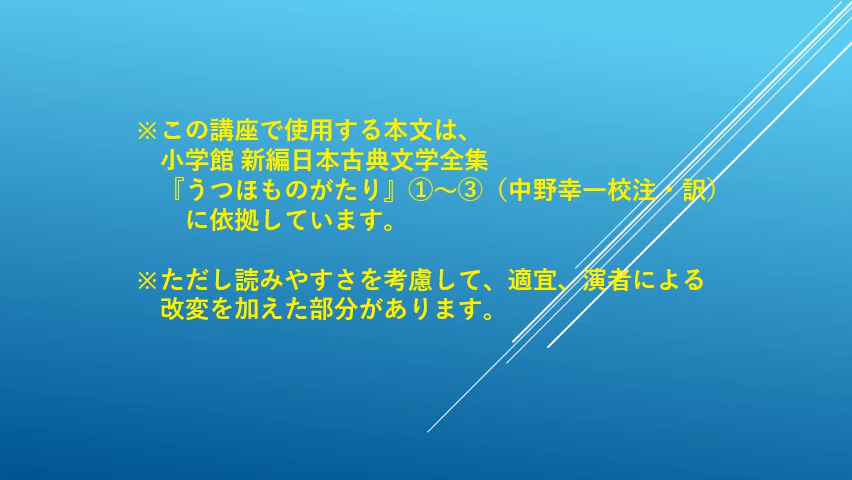 ※この講座で使用する本文は、
小学館 新編日本古典文学全集
『うつほものがたり』①～③（中野幸一校注・訳）
に依拠しています。
※ただし読みやすさを考慮して、適宜、演者による
改変を加えた部分があります。